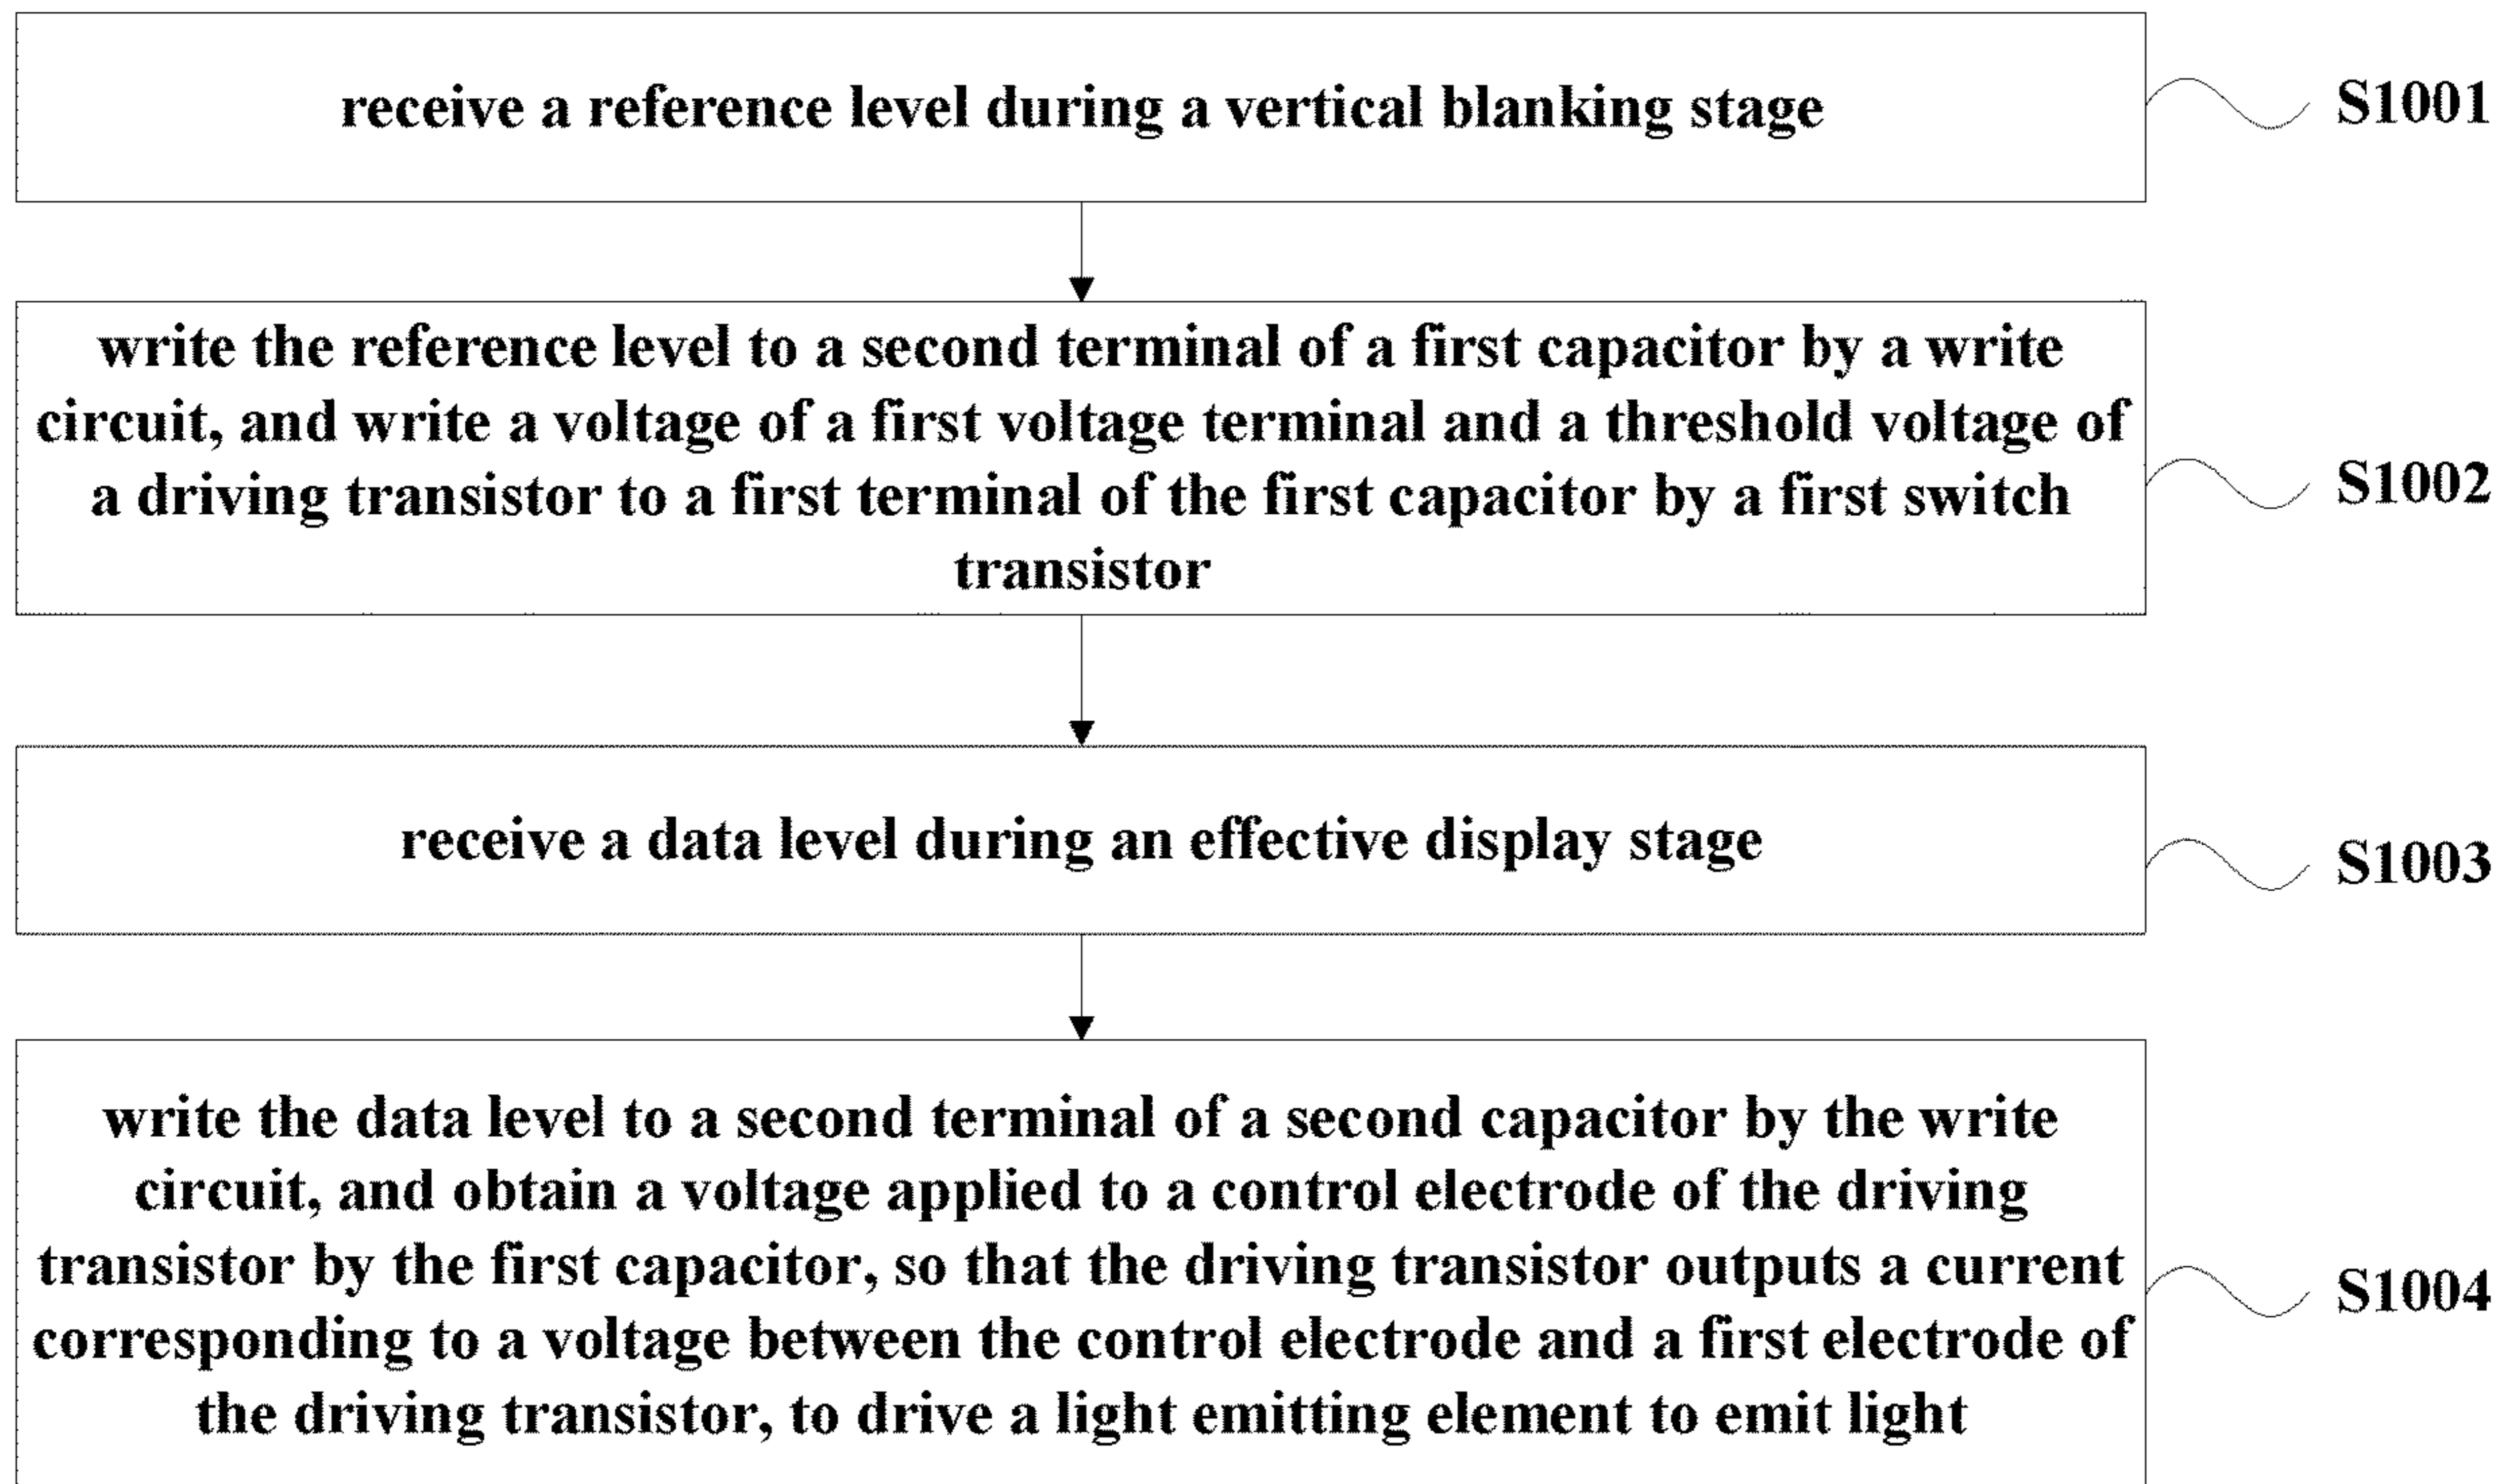 receive a reference level during a vertical blanking stage
S1001
write the reference level to a second terminal of a first capacitor by a write
circuit, and write a voltage of a first voltage terminal and a threshold voltage of
a driving transistor to a first terminal of the first capacitor by a first switch
transistor
S1002
receive a data level during an effective display stage
S1003
write the data level to a second terminal of a second capacitor by the write
circuit, and obtain a voltage applied to a control electrode of the driving
transistor by the first capacitor, so that the driving transistor outputs a current
corresponding to a voltage between the control electrode and a first electrode of
the driving transistor, to drive a light emitting element to emit light
S1004